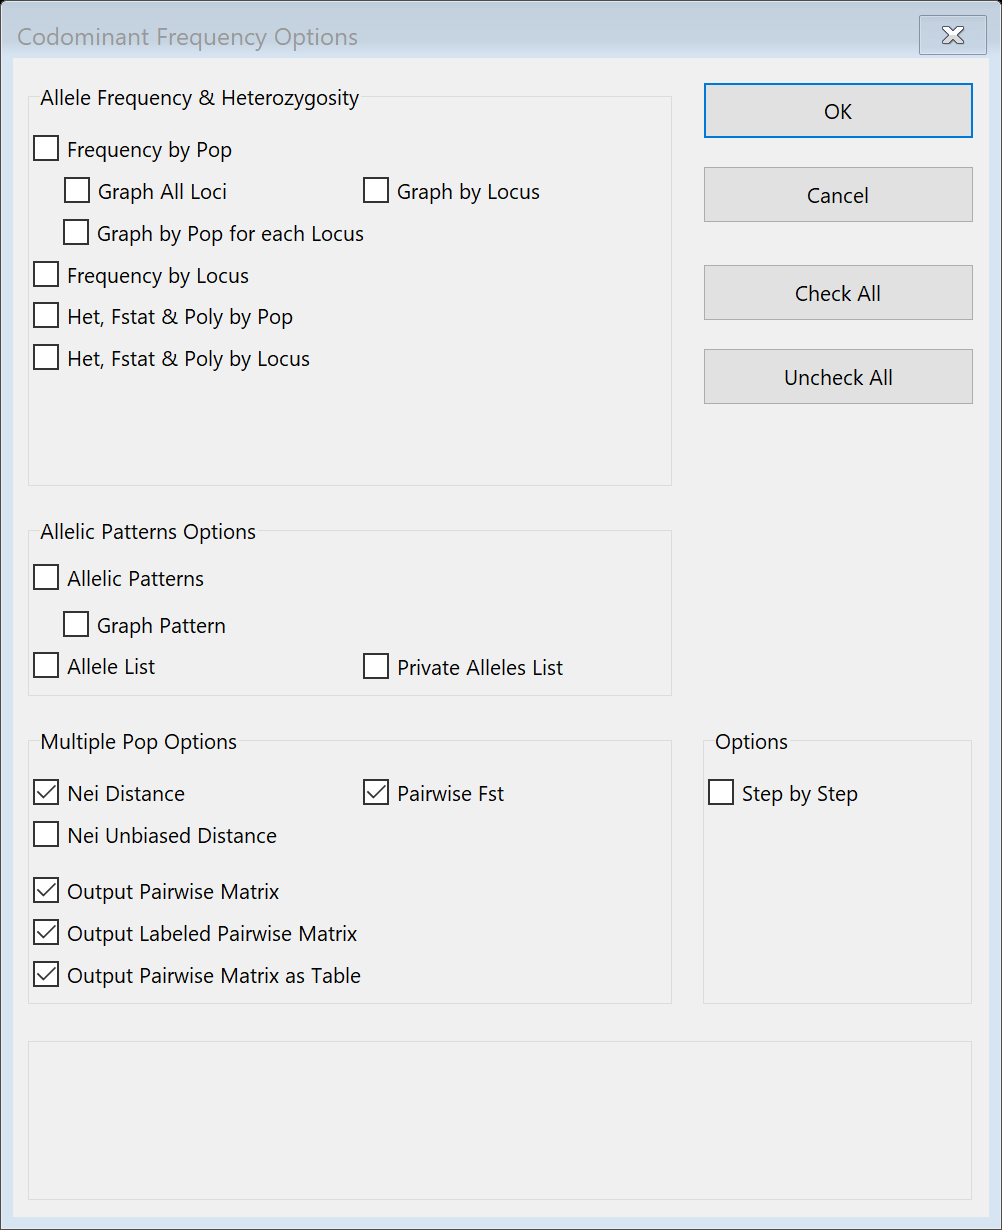 Codominant Frequency Options
Allele Frequency & Heterozygosity
OK
Frequency by Pop
Graph All Loci
Graph by Locus
Cancel
Graph by Pop for each Locus
Frequency by Locus
Check All
Het, Fstat & Poly by Pop
Het, Fstat & Poly by Locus
Uncheck All
Allelic Patterns Options
Allelic Patterns
Graph Pattern
Allele List
Private Alleles List
Multiple Pop Options
Options
Nei Distance
Pairwise Fst
Step by Step
Nei Unbiased Distance
Output Pairwise Matrix
Output Labeled Pairwise Matrix
Output Pairwise Matrix as Table